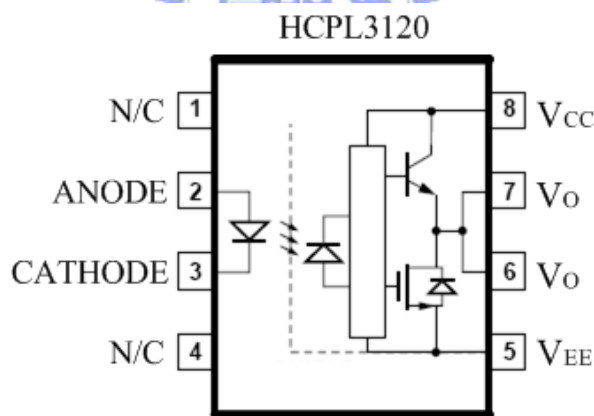 HCPL3120
N/C 1
8 VCC
ANODE 2
7 VO
CATHODE 3
6 VO
N/C 4
5 VEE